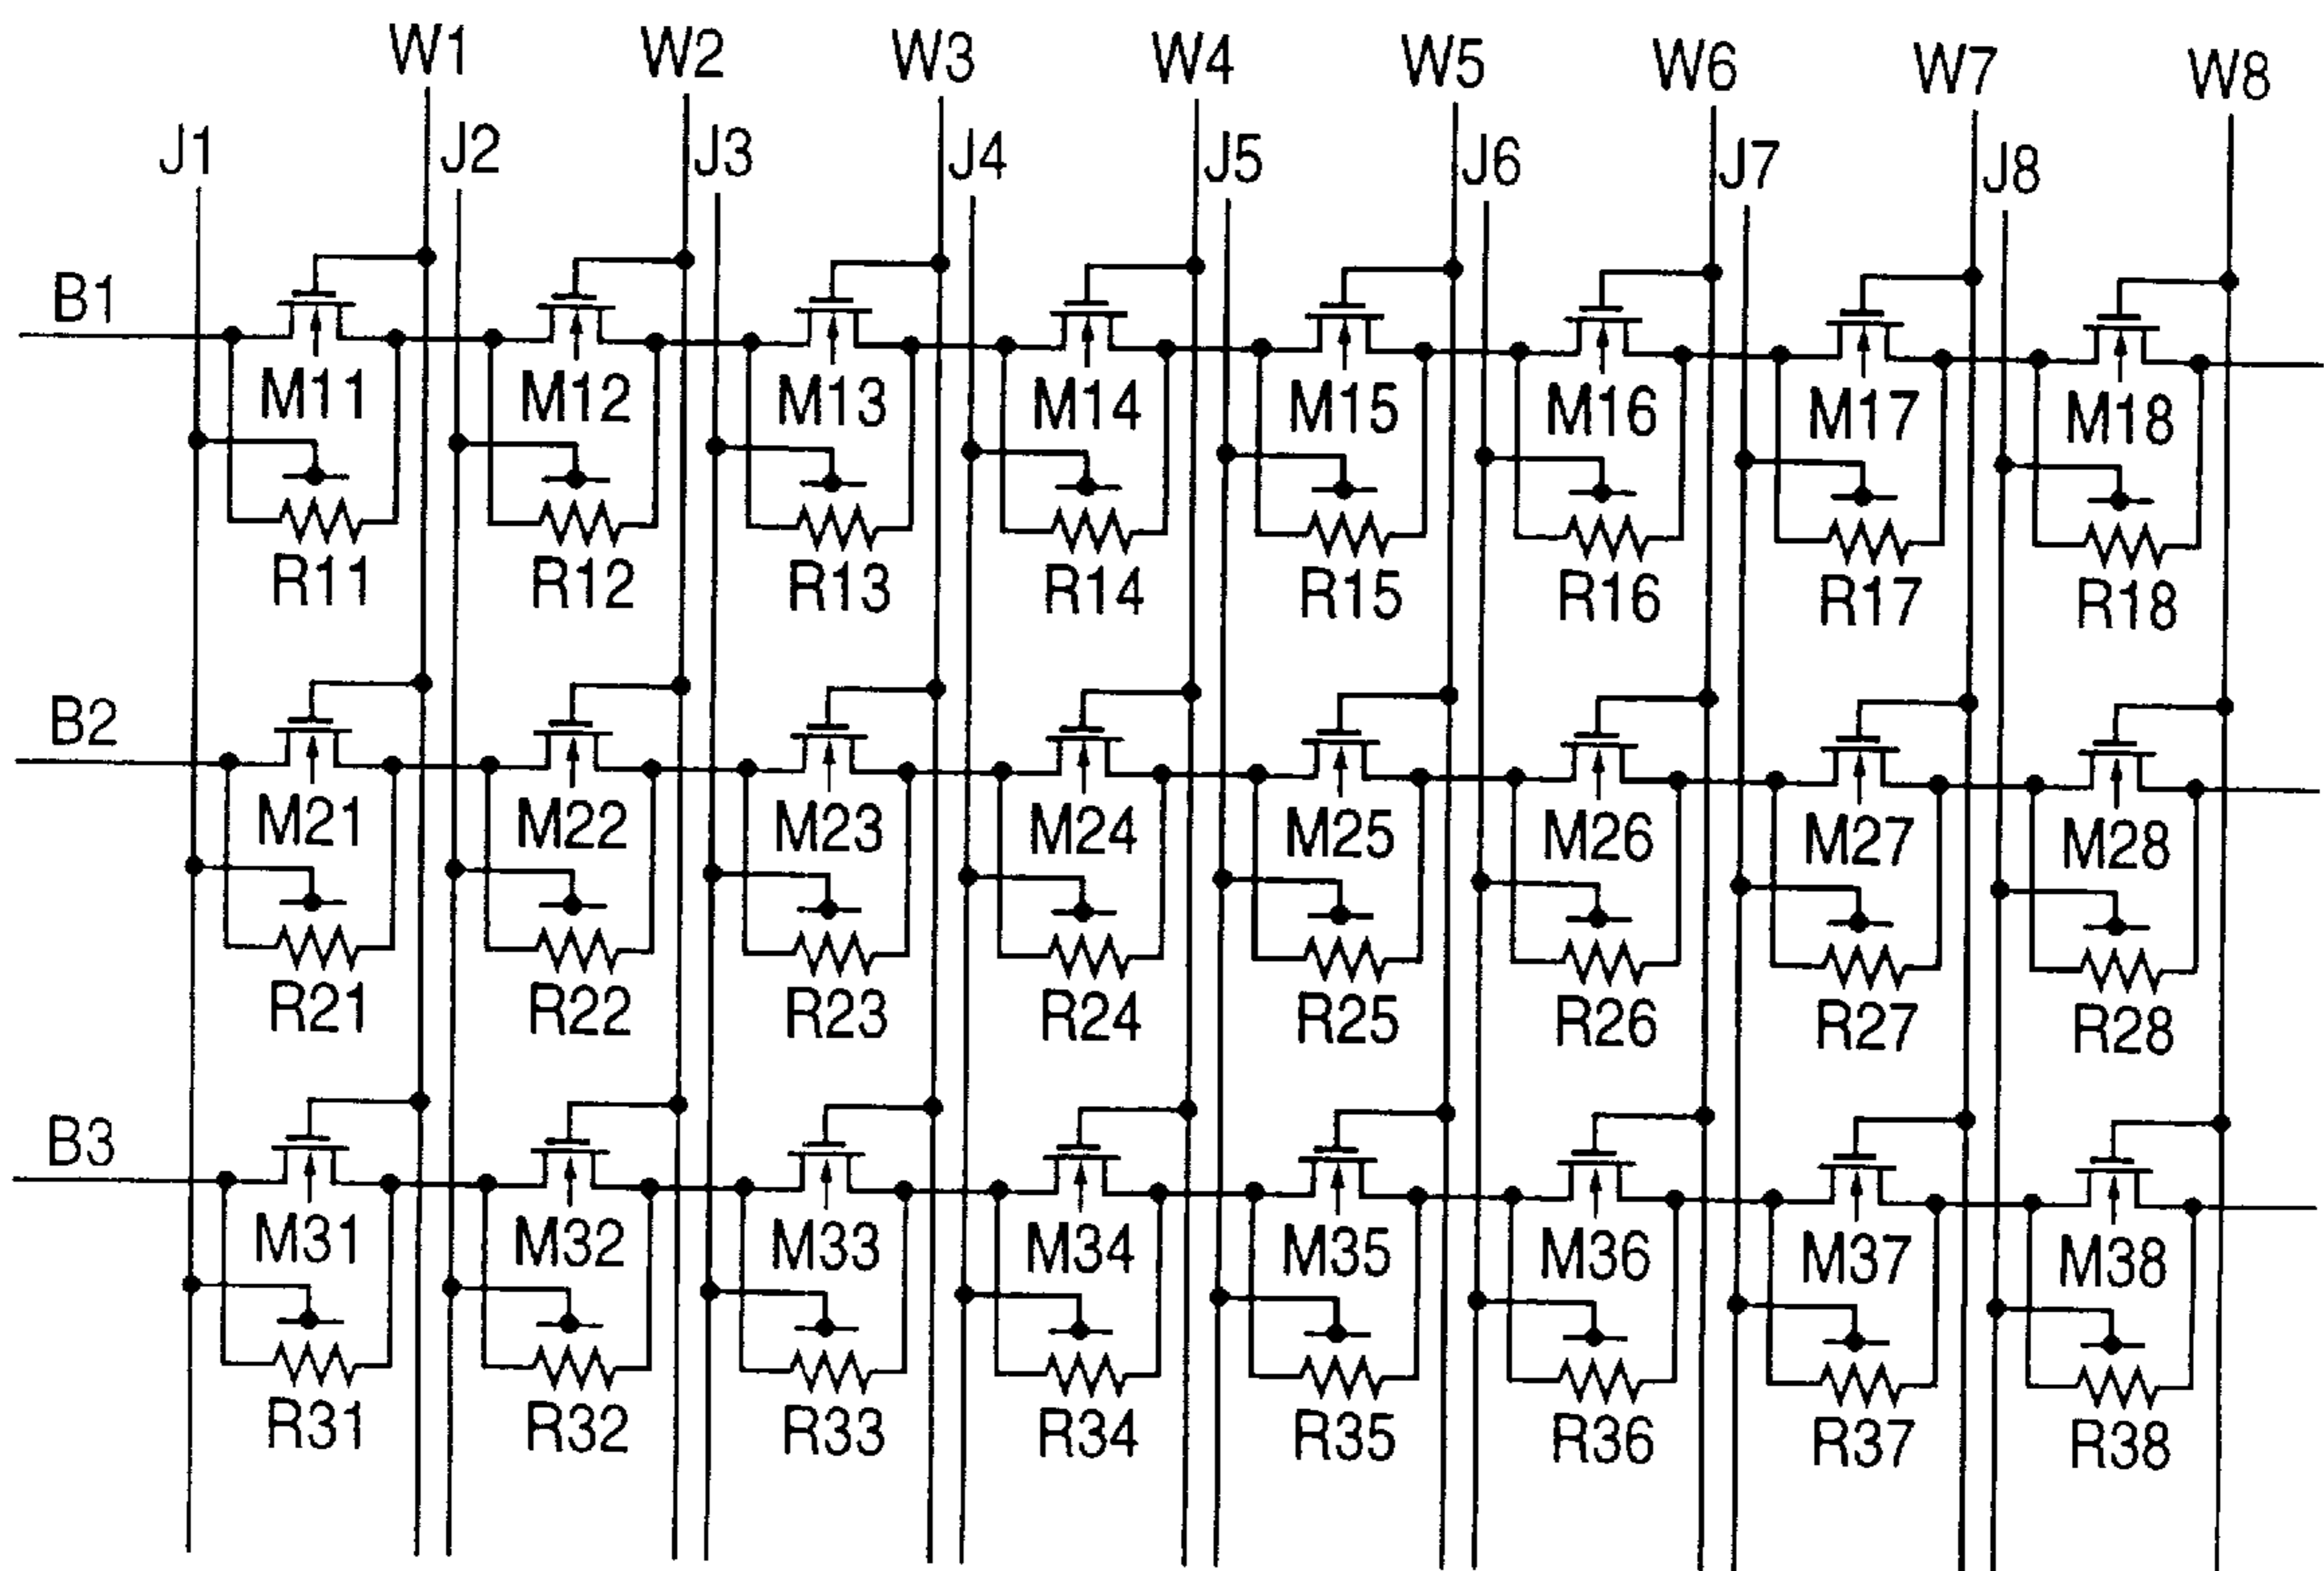 W1 W2 W3 W4 W5 W6 W7 W8
J1 J2 J3 J4 J5 J6 J7 J8
B1
M11 M12 M13 M14 M15 M16 M17 M18
R11 R12 R13 R14 R15 R16 R17 R18
B2
M21 M22 M23 M24 M25 M26 M27 M28
R21 R22 R23 R24 R25 R26 R27 R28
B3
M31 M32 M33 M34 M35 M36 M37 M38
R31 R32 R33 R34 R35 R36 R37 R38